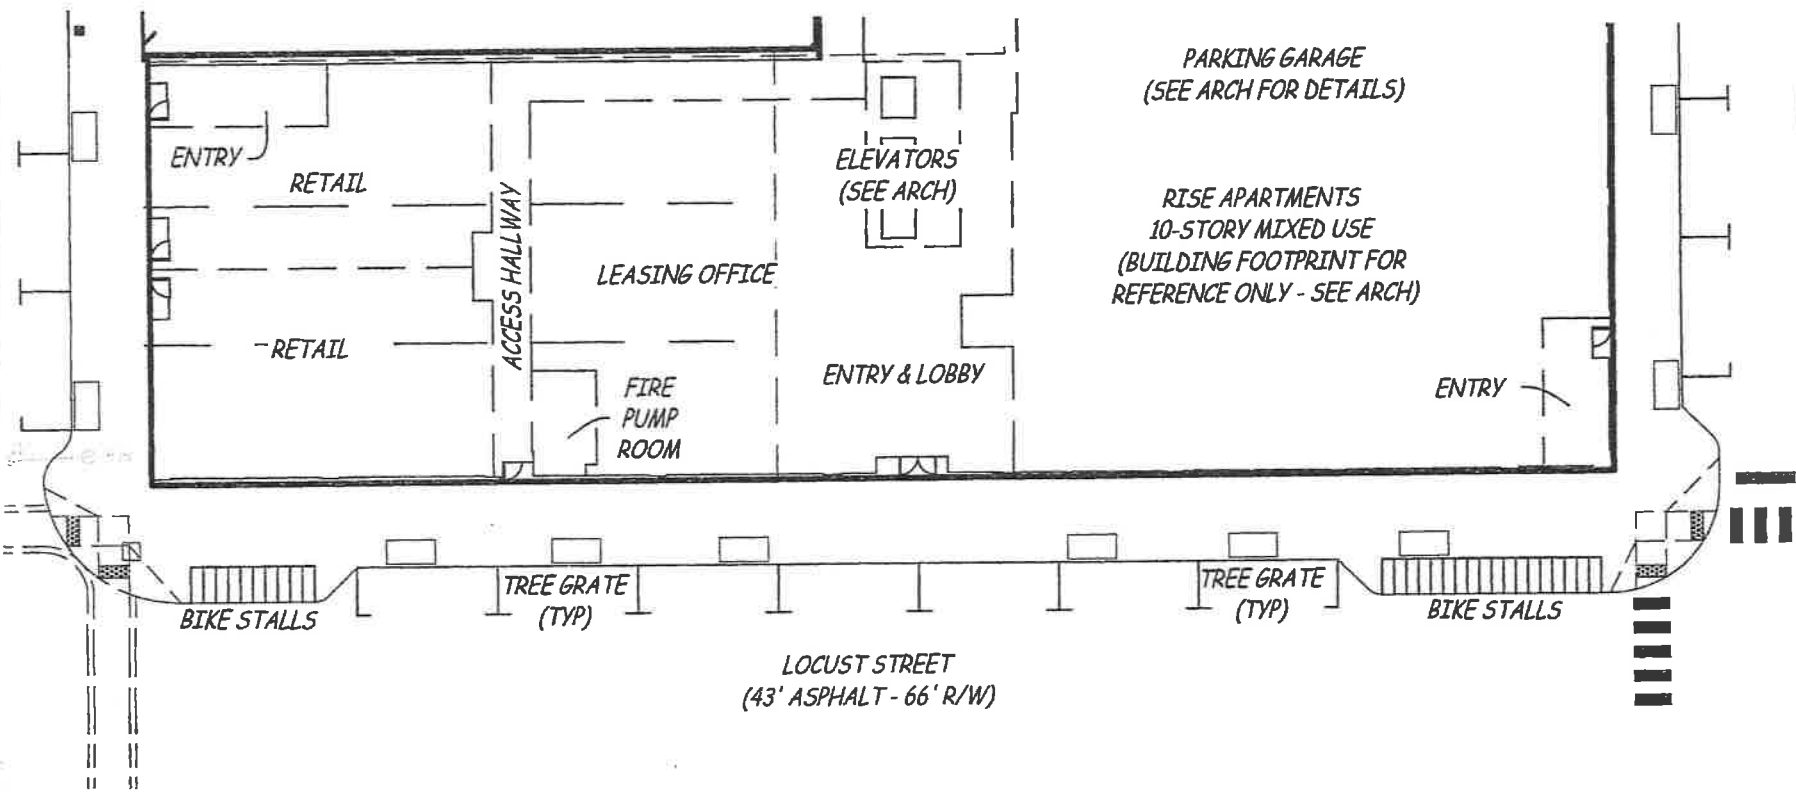 PARKING GARAGE
(SEE ARCH FOR DETAILS)
ENTRY
RETAIL
ELEVATORS
(SEE ARCH)
RISE APARTMENTS
10-STORY MIXED USE
(BUILDING FOOTPRINT FOR
REFERENCE ONLY - SEE ARCH)
ACCESS HALLWAY
LEASING OFFICE
RETAIL
FIRE
PUMP
ROOM
ENTRY & LOBBY
ENTRY
BIKE STALLS
TREE GRATE
(TYP)
TREE GRATE
(TYP)
BIKE STALLS
LOCUST STREET
(43' ASPHALT - 66' R/W)